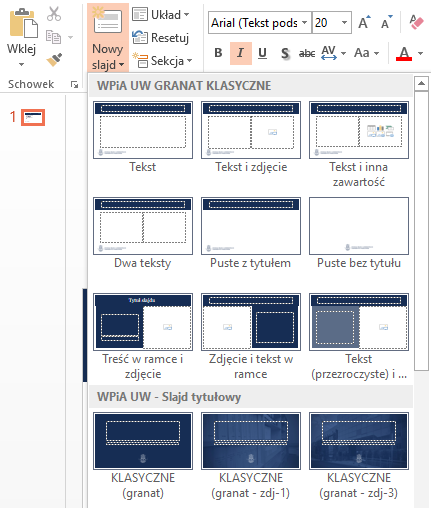 Wklej
Schowek
Nowy
slajd
Układ
Resetuj
Sekcja
Arial (Tekst pods
20
A A
B I U S abc AV Aa A
1
WPiA UW GRANAT KLASYCZNE
Tekst
Tekst i zdjęcie
Tekst i inna
zawartość
Dwa teksty
Puste z tytułem
Puste bez tytułu
Tytuł slajdu
Treść w ramce i
zdjęcie
Zdjęcie i tekst w
ramce
Tekst
(przezroczyste) i ...
WPiA UW - Slajd tytułowy
KLASYCZNE
(granat)
KLASYCZNE
(granat - zdj-1)
KLASYCZNE
(granat - zdj-3)